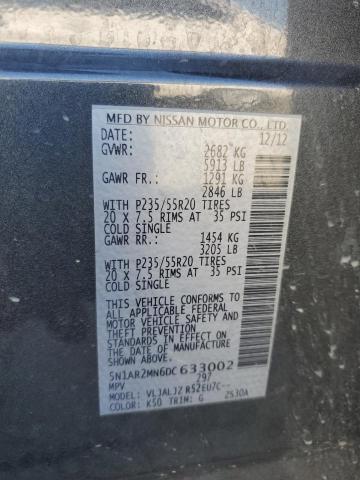 MFD BY NISSAN MOTOR CO., LTD.
DATE: 12/12
GVWR: 2682 KG
5913 LB
GAWR FR.: 1291 KG
2846 LB
WITH P235/55R20 TIRES
20 X 7.5 RIMS AT 35 PSI
COLD SINGLE
GAWR RR.: 1454 KG
3205 LB
WITH P235/55R20 TIRES
20 X 7.5 RIMS AT 35 PSI
COLD SINGLE
THIS VEHICLE CONFORMS TO
ALL APPLICABLE FEDERAL
MOTOR VEHICLE SAFETY AND
THEFT PREVENTION
STANDARDS IN EFFECT ON
THE DATE OF MANUFACTURE
SHOWN ABOVE.
5N1AR2MN6DC633002
MPV 297
MODEL: VLJALJZ R52EU7C--
COLOR: K50 TRIM: G 2530A